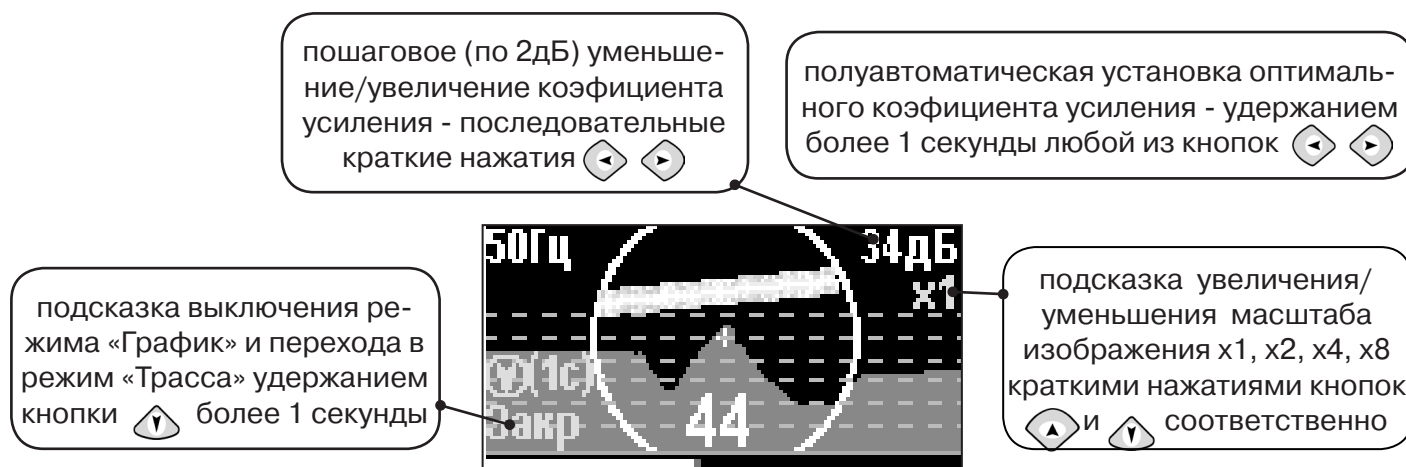 пошаговое (по 2дБ) уменьше-
ние/увеличение коэфициента
усиления - последовательные
краткие нажатия
полуавтоматическая установка оптималь-
ного коэфициента усиления - удержанием
более 1 секунды любой из кнопок
подсказка выключения ре-
жима «График» и перехода в
режим «Трасса» удержанием
кнопки более 1 секунды
50Гц 34дБ
x1
(1с)
Закр 44
подсказка увеличения/
уменьшения масштаба
изображения x1, x2, x4, x8
краткими нажатиями кнопок
и соответственно